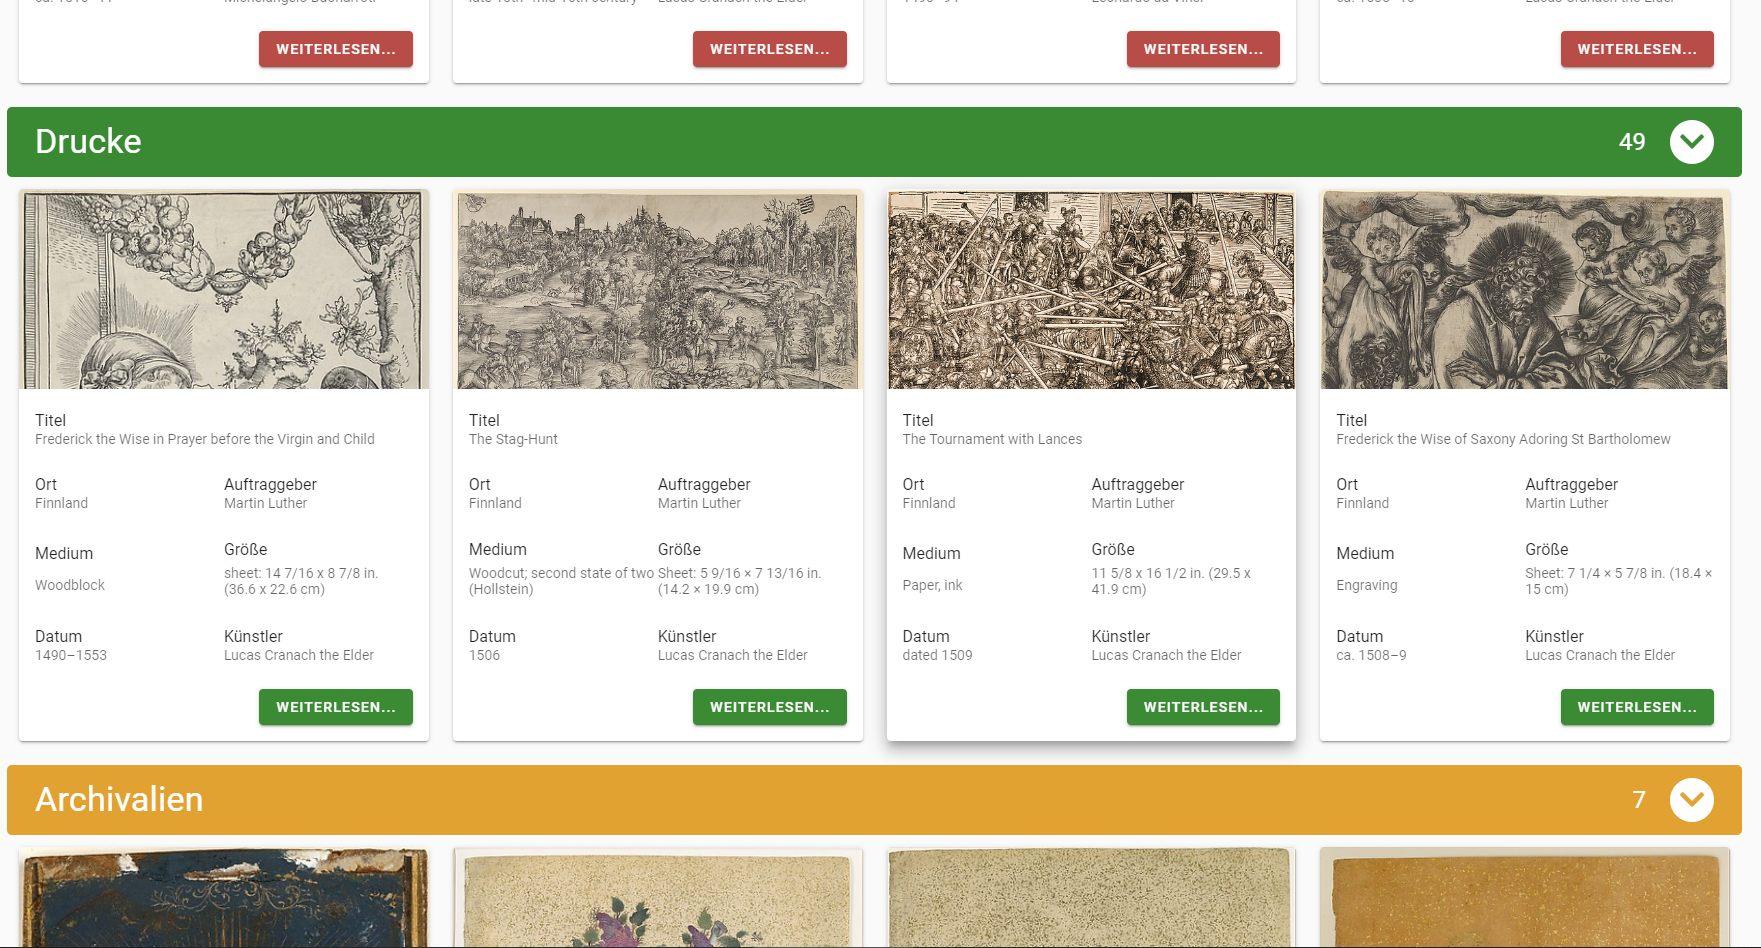 WEITERLESEN...
WEITERLESEN...
WEITERLESEN...
WEITERLESEN...
Drucke
49
Titel
Frederick the Wise in Prayer before the Virgin and Child
Ort
Auftraggeber
Finnland
Martin Luther
Medium
Größe
Woodblock
sheet: 14 7/16 x 8 7/8 in.
(36.6 x 22.6 cm)
Datum
Künstler
1490–1553
Lucas Cranach the Elder
WEITERLESEN...
Titel
The Stag-Hunt
Ort
Auftraggeber
Finnland
Martin Luther
Medium
Größe
Woodcut; second state of two
(Hollstein)
Sheet: 5 9/16 × 7 13/16 in.
(14.2 × 19.9 cm)
Datum
Künstler
1506
Lucas Cranach the Elder
WEITERLESEN...
Titel
The Tournament with Lances
Ort
Auftraggeber
Finnland
Martin Luther
Medium
Größe
Paper, ink
11 5/8 x 16 1/2 in. (29.5 x
41.9 cm)
Datum
Künstler
dated 1509
Lucas Cranach the Elder
WEITERLESEN...
Titel
Frederick the Wise of Saxony Adoring St Bartholomew
Ort
Auftraggeber
Finnland
Martin Luther
Medium
Größe
Engraving
Sheet: 7 1/4 × 5 7/8 in. (18.4 ×
15 cm)
Datum
Künstler
ca. 1508–9
Lucas Cranach the Elder
WEITERLESEN...
Archivalien
7